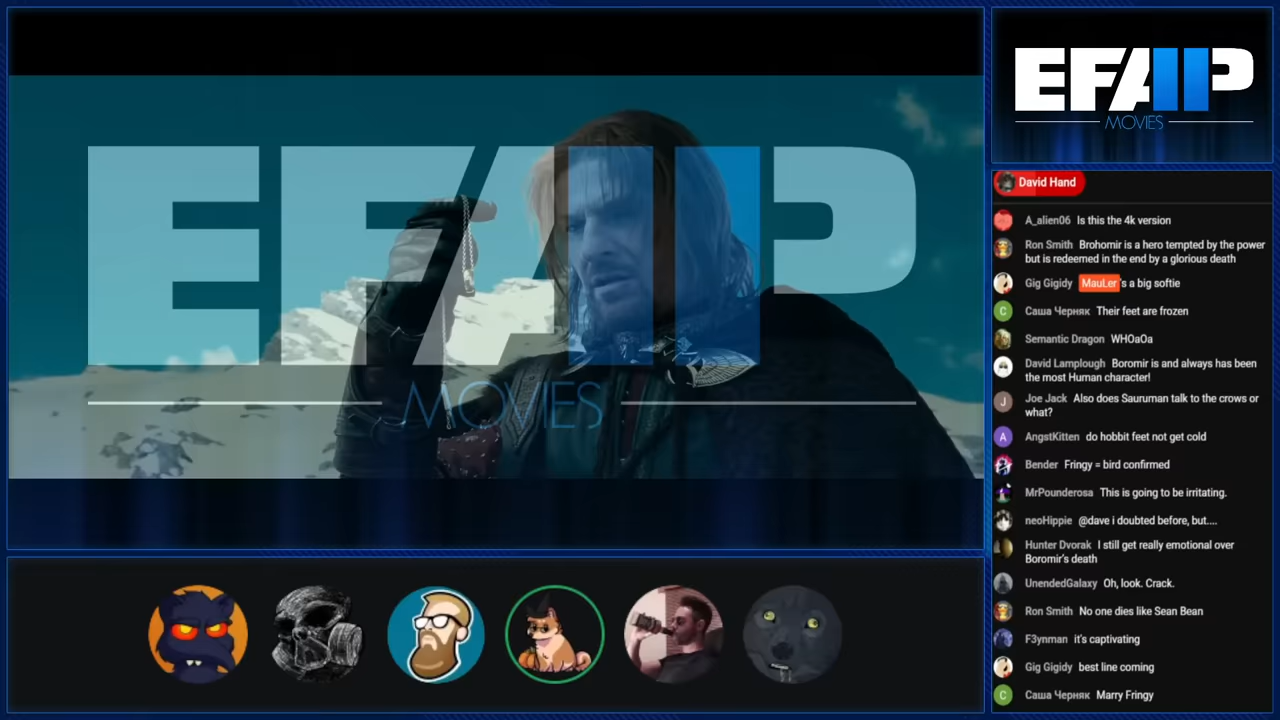 EFAP
MOVIES
EFAP
MOVIES
David Hand
A_alien06 Is this the 4k version
Ron Smith Brohomir is a hero tempted by the power
but is redeemed in the end by a glorious death
Gig Gigidy MauLer's a big softie
Саша Черняк Their feet are frozen
Semantic Dragon WHOaOa
David Lamplough Boromir is and always has been
the most Human character!
Joe Jack Also does Sauruman talk to the crows or
what?
AngstKitten do hobbit feet not get cold
Bender Fringy = bird confirmed
MrPounderosa This is going to be irritating.
neoHippie @dave i doubted before, but....
Hunter Dvorak I still get really emotional over
Boromir's death
UnendedGalaxy Oh, look. Crack.
Ron Smith No one dies like Sean Bean
F3ynman it's captivating
Gig Gigidy best line coming
Саша Черняк Marry Fringy
J
A
C
C